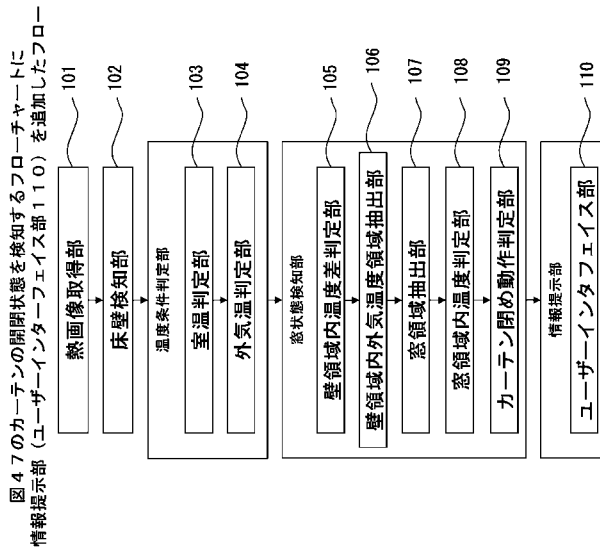 図４７のカーテンの開閉状態を検知するフローチャートに
情報提示部（ユーザーインターフェイス部１１０）を追加したフロー
熱画像取得部
101
床壁検知部
102
温度条件判定部
室温判定部
103
外気温判定部
104
窓状態検知部
壁領域内温度差判定部
105
壁領域内外気温度領域抽出部
106
窓領域抽出部
107
窓領域内温度判定部
108
カーテン閉め動作判定部
109
情報提示部
ユーザーインタフェイス部
110